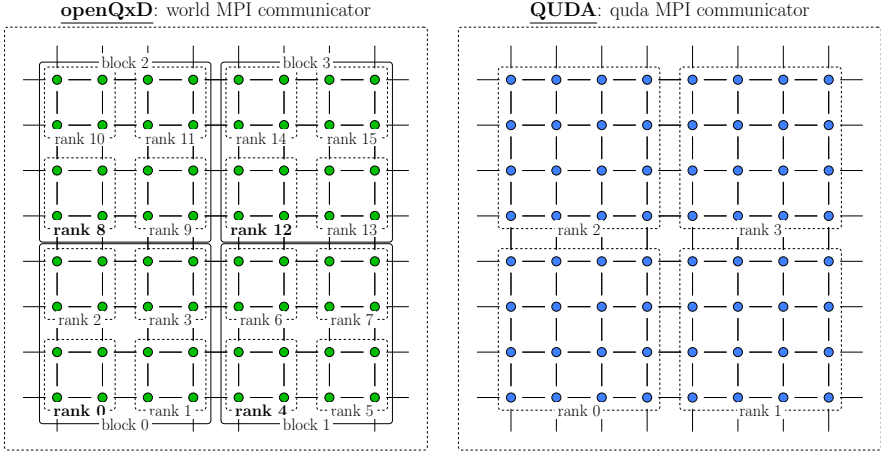 openQxD: world MPI communicator
block 2
block 3
rank 10
rank 11
rank 14
rank 15
rank 8
rank 9
rank 12
rank 13
rank 2
rank 3
rank 6
rank 7
rank 0
rank 1
rank 4
rank 5
block 0
block 1
QUDA: quda MPI communicator
rank 2
rank 3
rank 0
rank 1